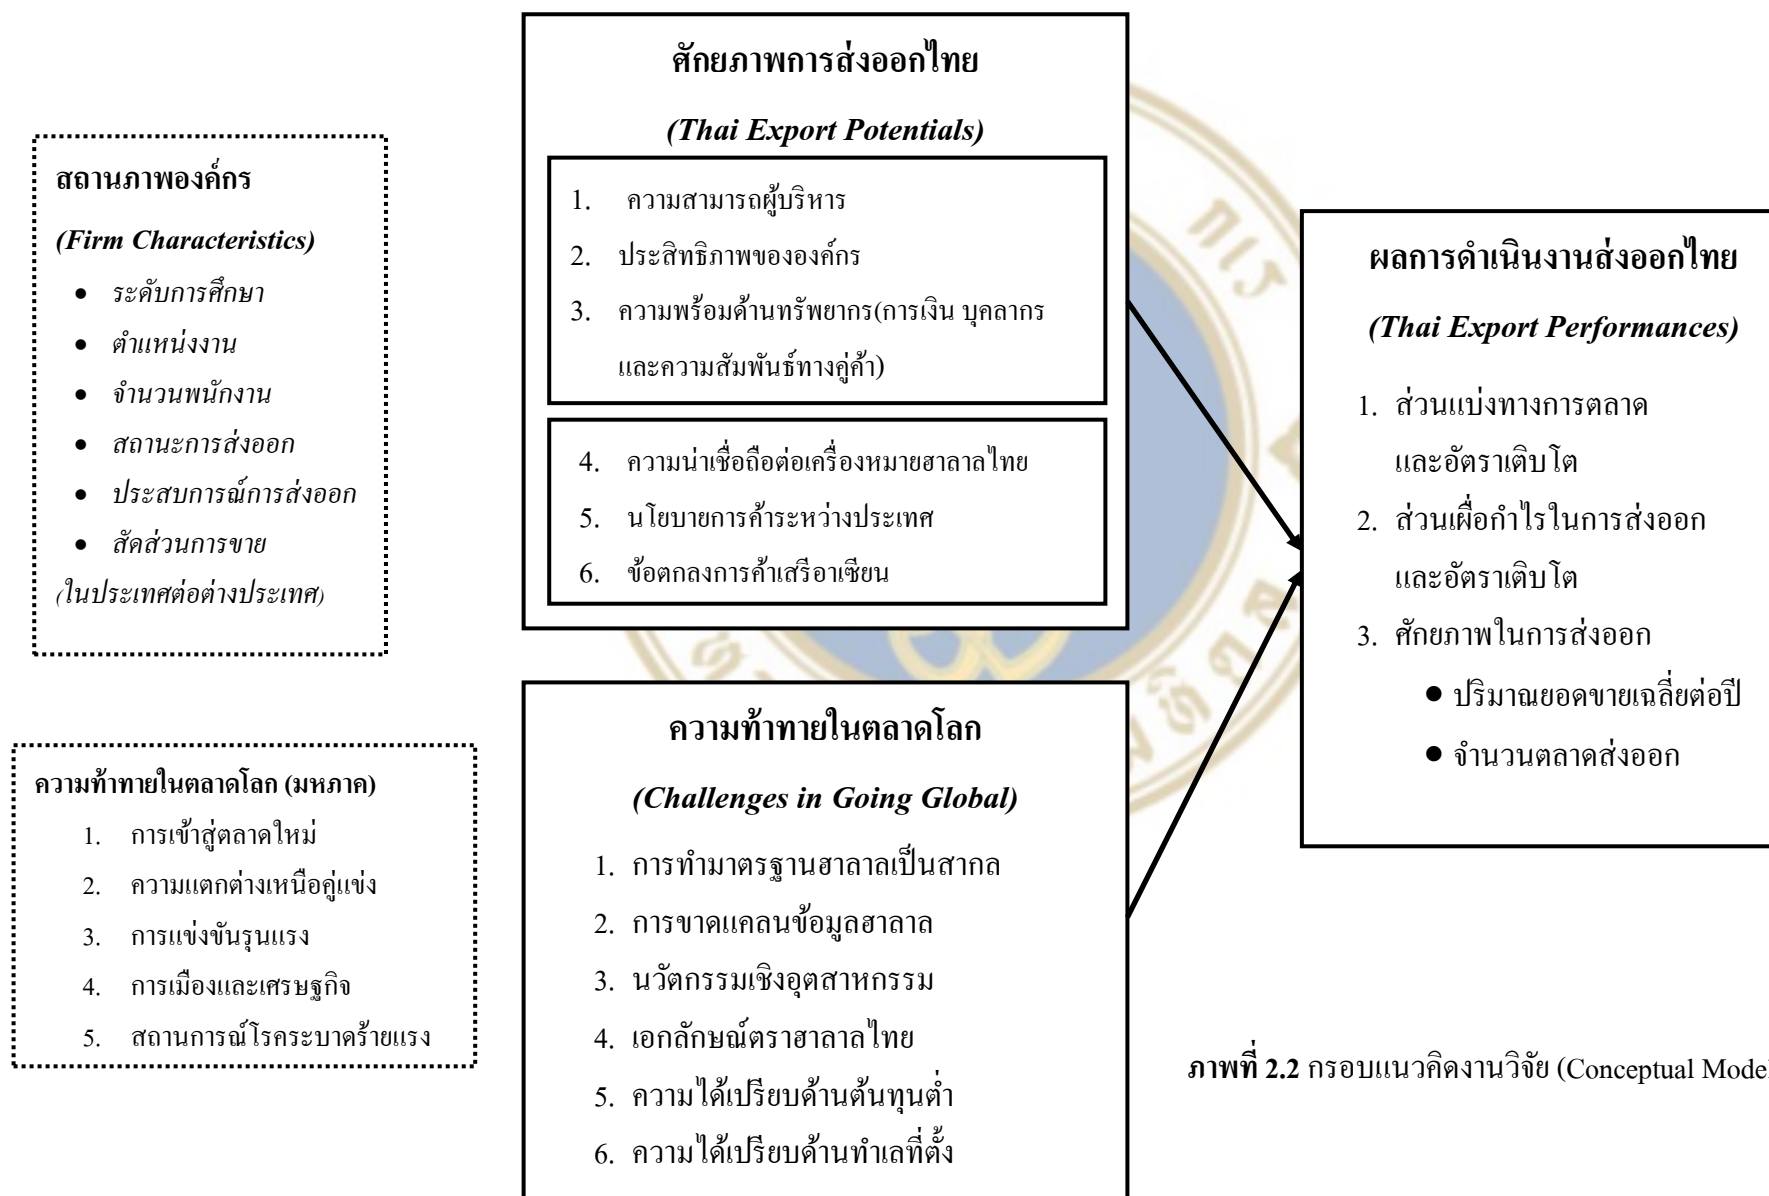 ศักยภาพการส่งออกไทย
(Thai Export Potentials)
1. ความสามารถผู้บริหาร
2. ประสิทธิภาพขององค์กร
3. ความพร้อมด้านทรัพยากร(การเงิน บุคลากร
และความสัมพันธ์ทางคู่ค้า)
4. ความน่าเชื่อถือต่อเครื่องหมายฮาลาลไทย
5. นโยบายการค้าระหว่างประเทศ
6. ข้อตกลงการค้าเสรีอาเซียน
สถานภาพองค์กร
(Firm Characteristics)
• ระดับการศึกษา
• ตำแหน่งงาน
• จำนวนพนักงาน
• สถานะการส่งออก
• ประสบการณ์การส่งออก
• สัดส่วนการขาย
(ในประเทศต่อต่างประเทศ)
ความท้าทายในตลาดโลก (มหภาค)
1. การเข้าสู่ตลาดใหม่
2. ความแตกต่างเหนือคู่แข่ง
3. การแข่งขันรุนแรง
4. การเมืองและเศรษฐกิจ
5. สถานการณ์โรคระบาดร้ายแรง
ความท้าทายในตลาดโลก
(Challenges in Going Global)
1. การทำมาตรฐานฮาลาลเป็นสากล
2. การขาดแคลนข้อมูลฮาลาล
3. นวัตกรรมเชิงอุตสาหกรรม
4. เอกลักษณ์ตราฮาลาลไทย
5. ความได้เปรียบด้านต้นทุนต่ำ
6. ความได้เปรียบด้านทำเลที่ตั้ง
ผลการดำเนินงานส่งออกไทย
(Thai Export Performances)
1. ส่วนแบ่งทางการตลาด
และอัตราเติบโต
2. ส่วนเผื่อกำไรในการส่งออก
และอัตราเติบโต
3. ศักยภาพในการส่งออก
● ปริมาณยอดขายเฉลี่ยต่อปี
● จำนวนตลาดส่งออก
ภาพที่ 2.2 กรอบแนวคิดงานวิจัย (Conceptual Model